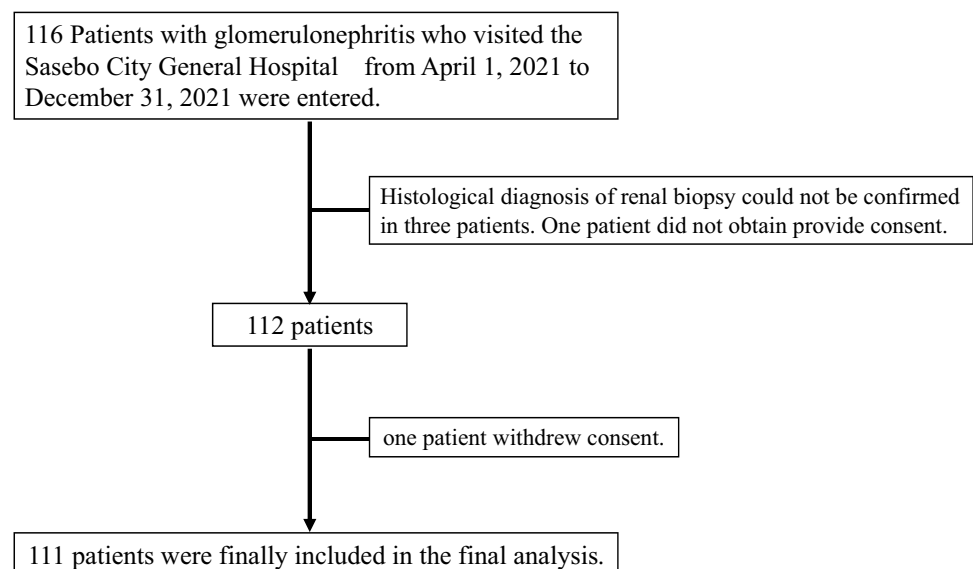 116 Patients with glomerulonephritis who visited the
Sasebo City General Hospital from April 1, 2021 to
December 31, 2021 were entered.
Histological diagnosis of renal biopsy could not be confirmed
in three patients. One patient did not obtain provide consent.
112 patients
one patient withdrew consent.
111 patients were finally included in the final analysis.